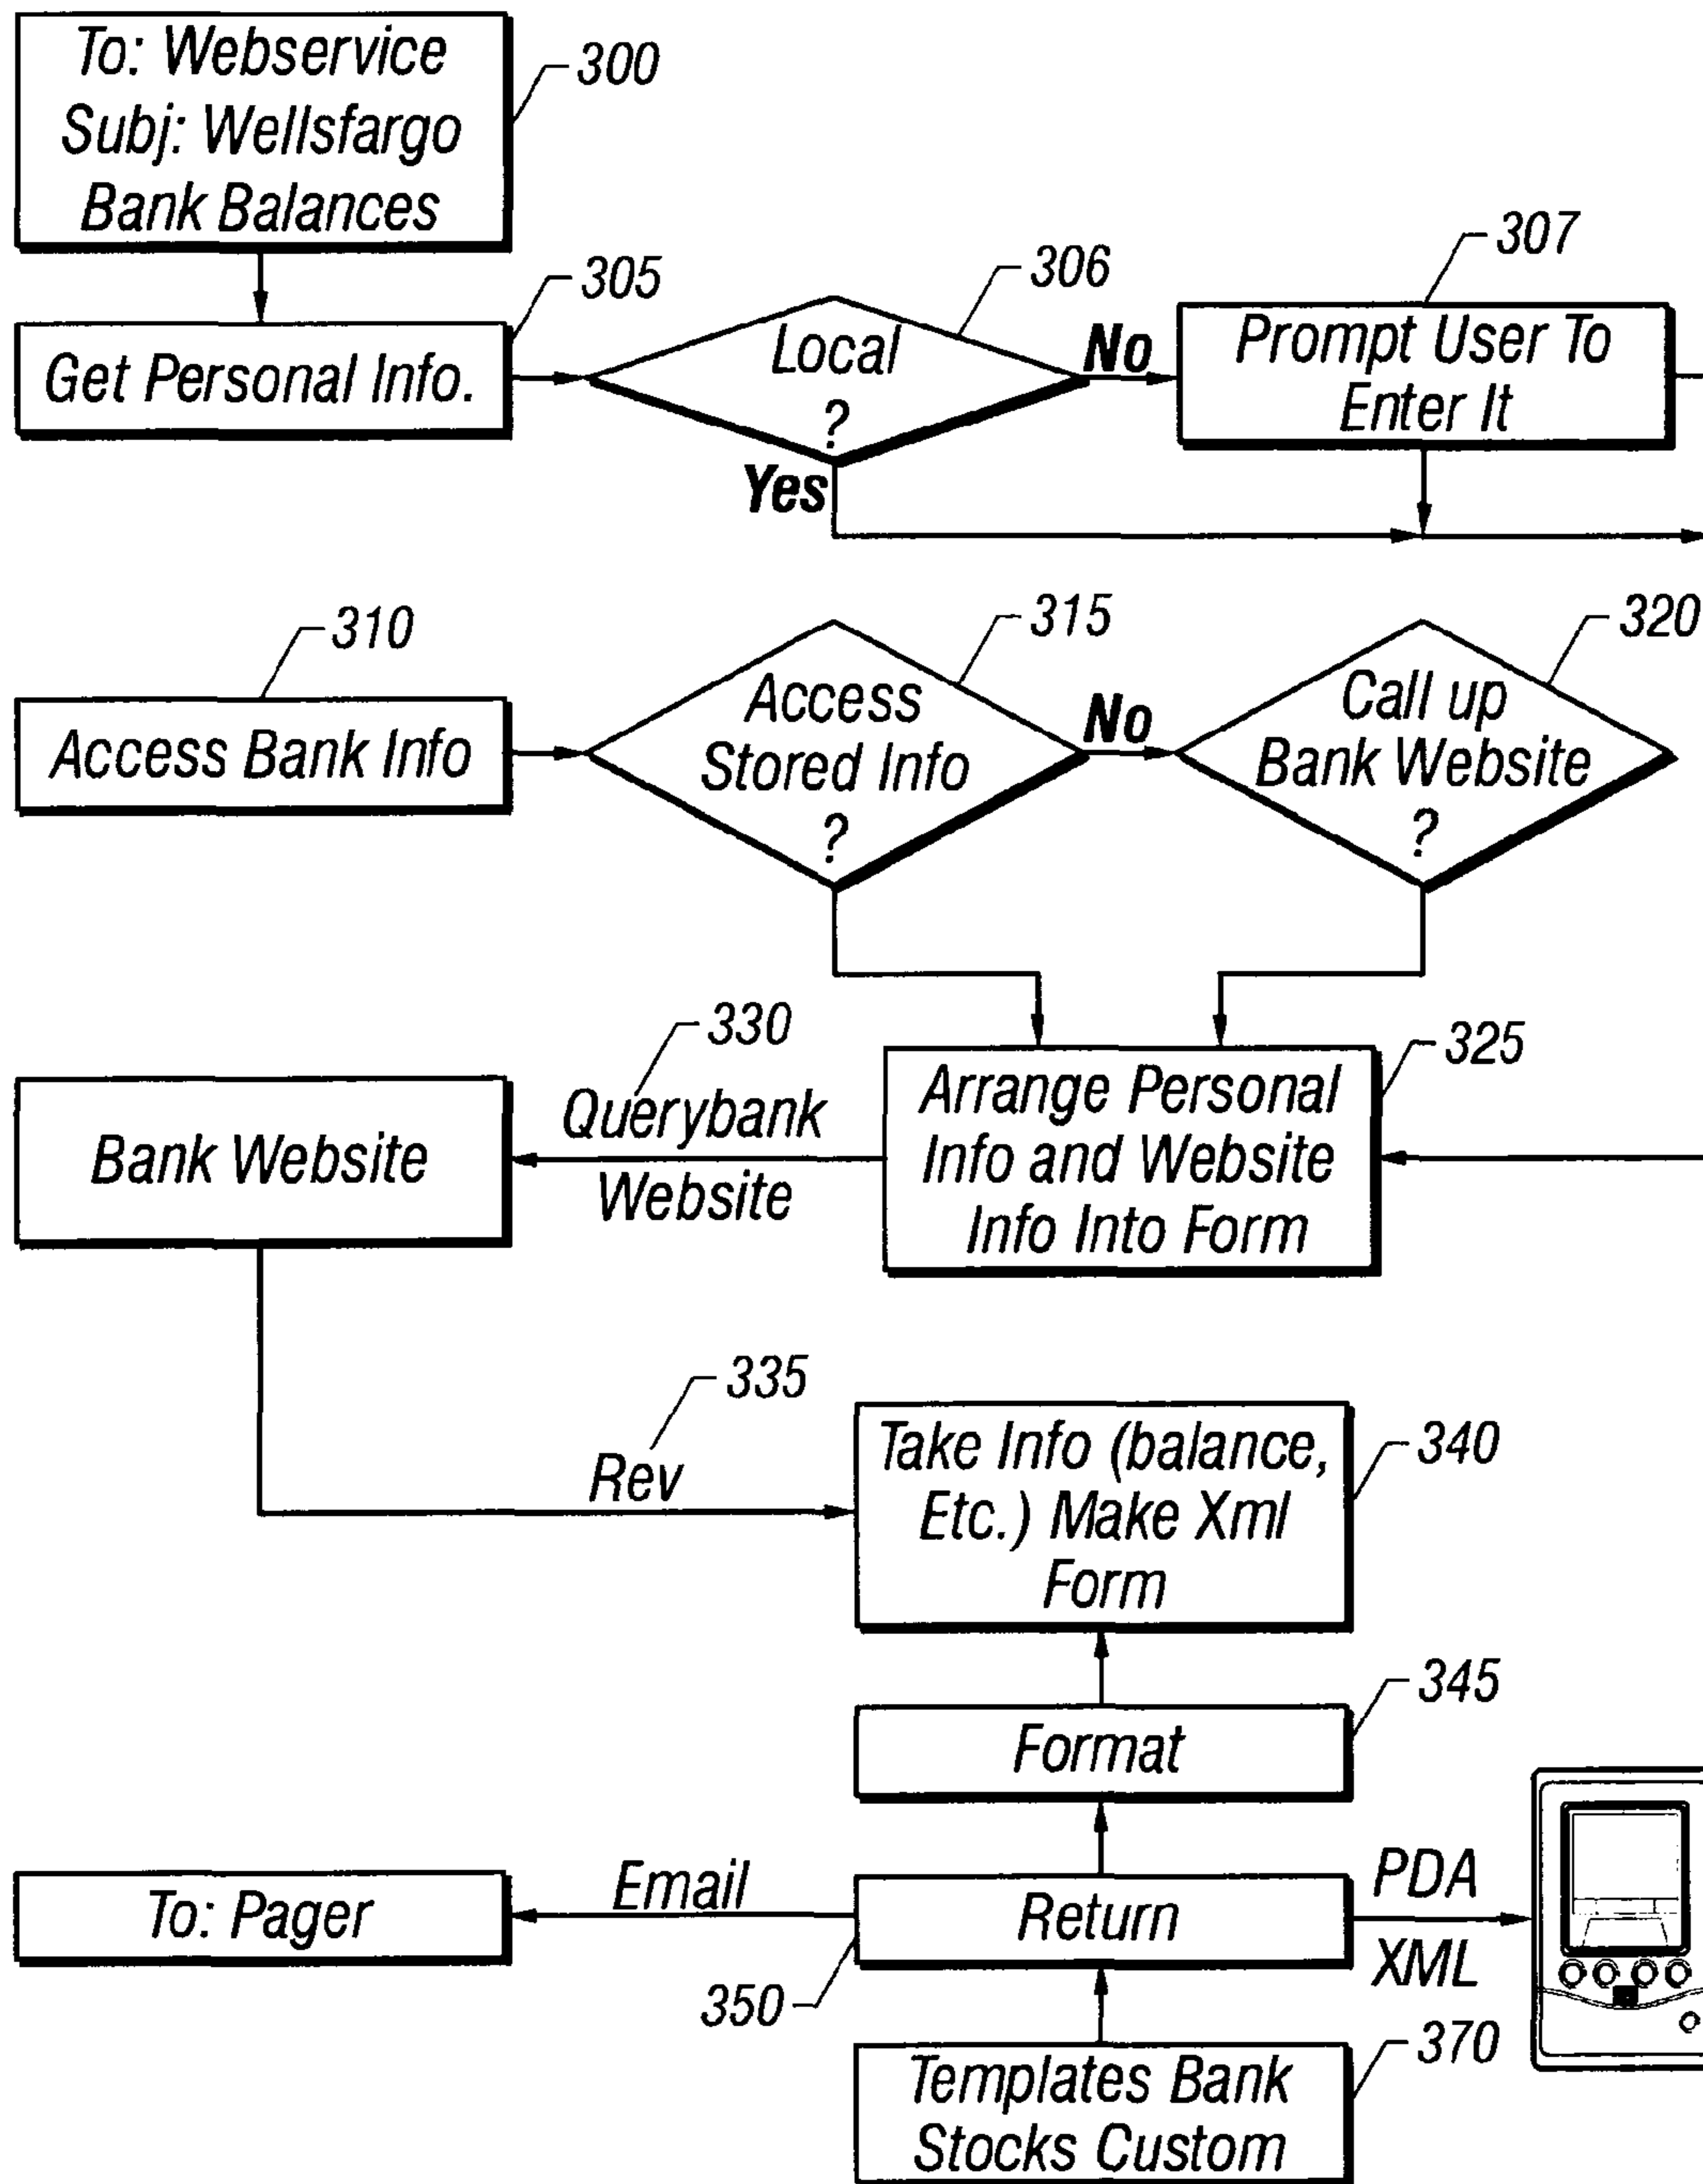 To: Webservice
Subj: Wellsfargo
Bank Balances
300
305
Get Personal Info.
306
Local
?
No
Yes
307
Prompt User To
Enter It
310
Access Bank Info
315
Access
Stored Info
?
No
320
Call up
Bank Website
?
325
Arrange Personal
Info and Website
Info Into Form
330
Querybank
Website
Bank Website
335
Rev
340
Take Info (balance,
Etc.) Make Xml
Form
345
Format
To: Pager
Email
Return
350
PDA
XML
370
Templates Bank
Stocks Custom